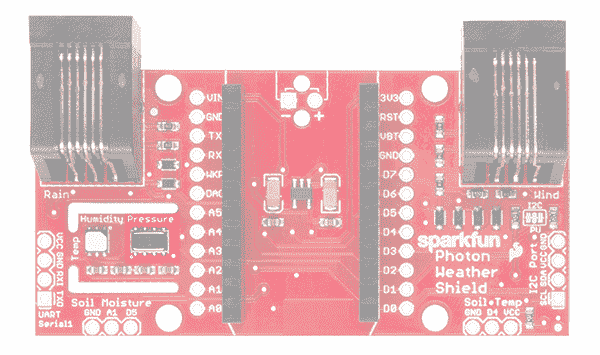 VIN
GND
TX
RX
WKP
DAC
A5
A4
A3
A2
A1
A0
3V3
RST
VBT
GND
D7
D6
D5
D4
D3
D2
D1
D0
- +
Rain
Wind
Humidity Pressure
Temp
VCC
GND
RXI
TXO
UART
Serial1
Soil Moisture
GND A1 D5
sparkfun
Photon
Weather
Shield
I2C
PU
I2C Port
SCL SDA VCC GND
Soil Temp
GND D4 VCC